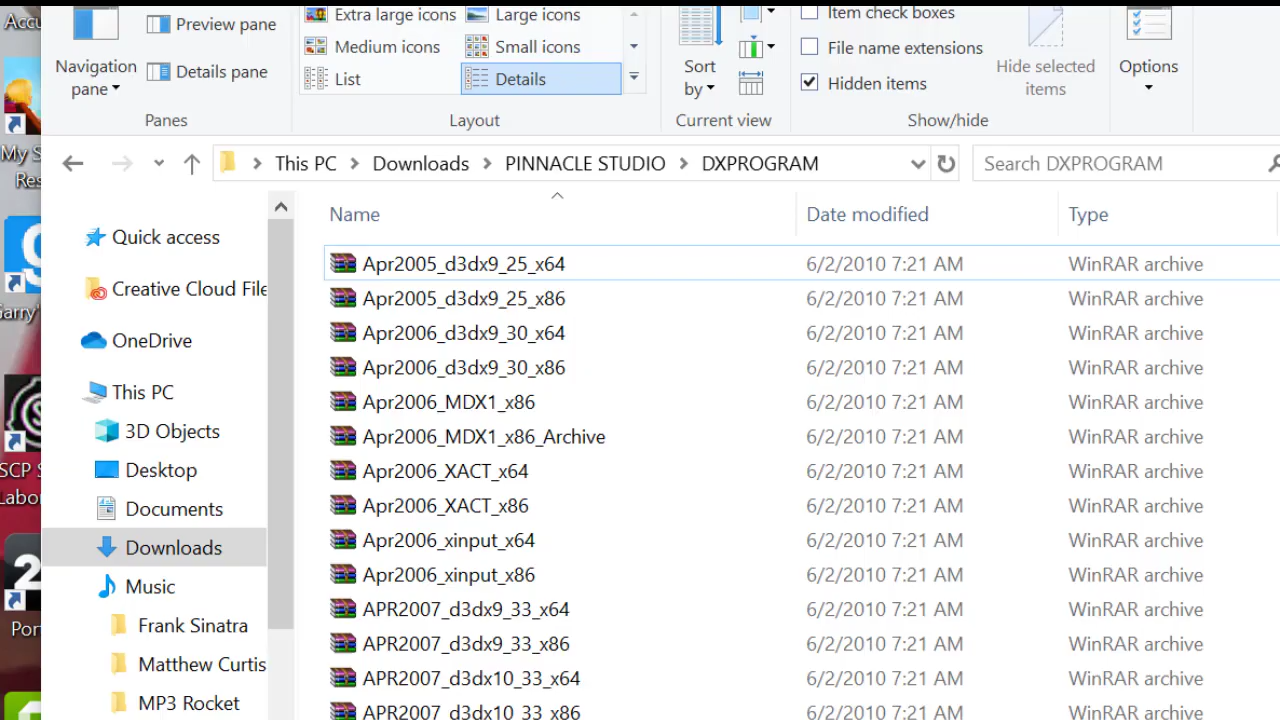 Accu
Preview pane
Extra large icons
Large icons
Item check boxes
Medium icons
Small icons
File name extensions
Navigation
pane
Details pane
List
Details
Sort
by
Hidden items
Hide selected
items
Options
Panes
Layout
Current view
Show/hide
This PC
Downloads
PINNACLE STUDIO
DXPROGRAM
Search DXPROGRAM
My S
Res
Name
Date modified
Type
Quick access
Creative Cloud File
OneDrive
This PC
3D Objects
Desktop
Documents
Downloads
Music
Frank Sinatra
Matthew Curtis
MP3 Rocket
Garry'
SCP S
Labo
2
Por
Apr2005_d3dx9_25_x64 6/2/2010 7:21 AM WinRAR archive
Apr2005_d3dx9_25_x86 6/2/2010 7:21 AM WinRAR archive
Apr2006_d3dx9_30_x64 6/2/2010 7:21 AM WinRAR archive
Apr2006_d3dx9_30_x86 6/2/2010 7:21 AM WinRAR archive
Apr2006_MDX1_x86 6/2/2010 7:21 AM WinRAR archive
Apr2006_MDX1_x86_Archive 6/2/2010 7:21 AM WinRAR archive
Apr2006_XACT_x64 6/2/2010 7:21 AM WinRAR archive
Apr2006_XACT_x86 6/2/2010 7:21 AM WinRAR archive
Apr2006_xinput_x64 6/2/2010 7:21 AM WinRAR archive
Apr2006_xinput_x86 6/2/2010 7:21 AM WinRAR archive
APR2007_d3dx9_33_x64 6/2/2010 7:21 AM WinRAR archive
APR2007_d3dx9_33_x86 6/2/2010 7:21 AM WinRAR archive
APR2007_d3dx10_33_x64 6/2/2010 7:21 AM WinRAR archive
APR2007_d3dx10_33_x86 6/2/2010 7:21 AM WinRAR archive